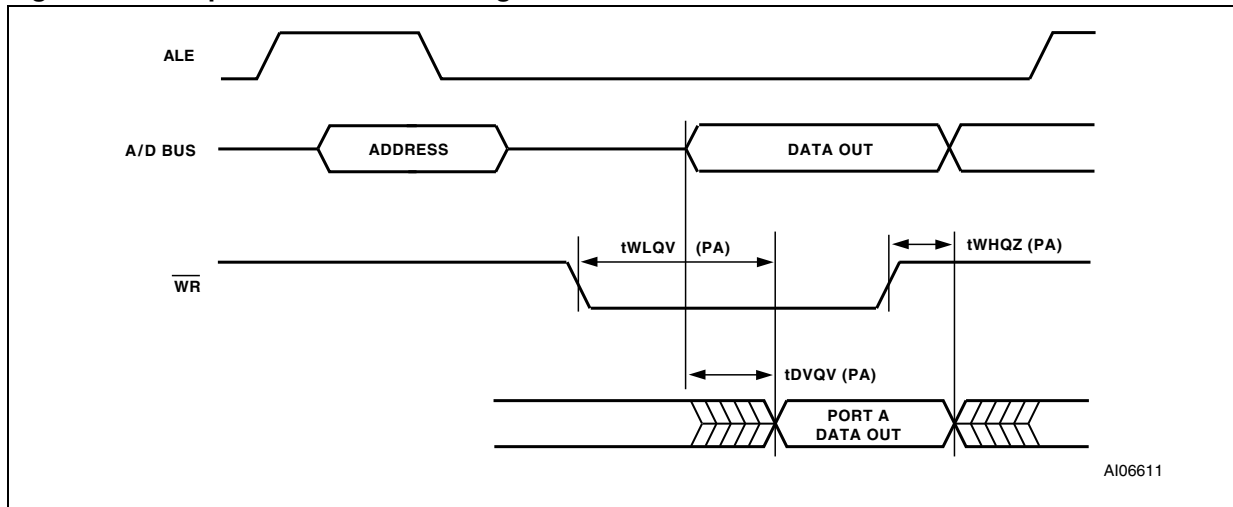 ALE
A/D BUS
ADDRESS
DATA OUT
tWLQV (PA)
tWHQZ (PA)
WR
tDVQV (PA)
PORT A
DATA OUT
AI06611